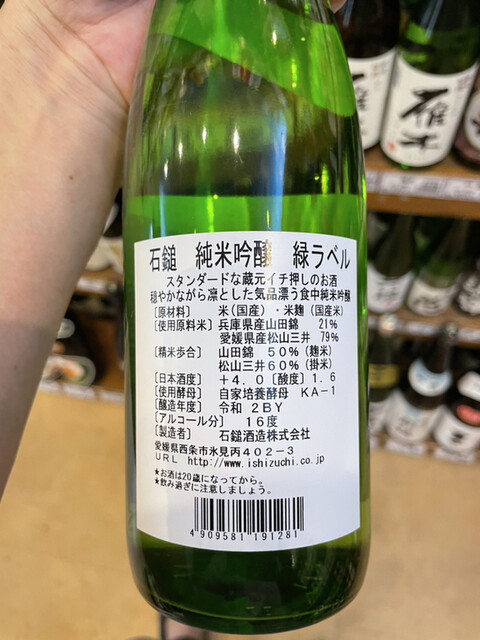 雁木
石鎚 純米吟醸 緑ラベル
スタンダードな蔵元イチ押しのお酒
穏やかながら凛とした気品漂う食中純米吟醸
[原材料] 米(国産)・米麹(国産米)
[使用原料米] 兵庫県産山田錦 21%
愛媛県産松山三井 79%
[精米歩合] 山田錦 50%(麹米)
松山三井60%(掛米)
[日本酒度] +4.0 [酸度] 1.6
[使用酵母] 自家培養酵母 KA-1
[醸造年度] 令和 2BY
[アルコール分] 16度
[製造者] 石鎚酒造株式会社
愛媛県西条市氷見丙402-3
URL http://www.ishizuchi.co.jp
★お酒は20歳になってから。
★飲み過ぎに注意しましょう。
4 909581 191281